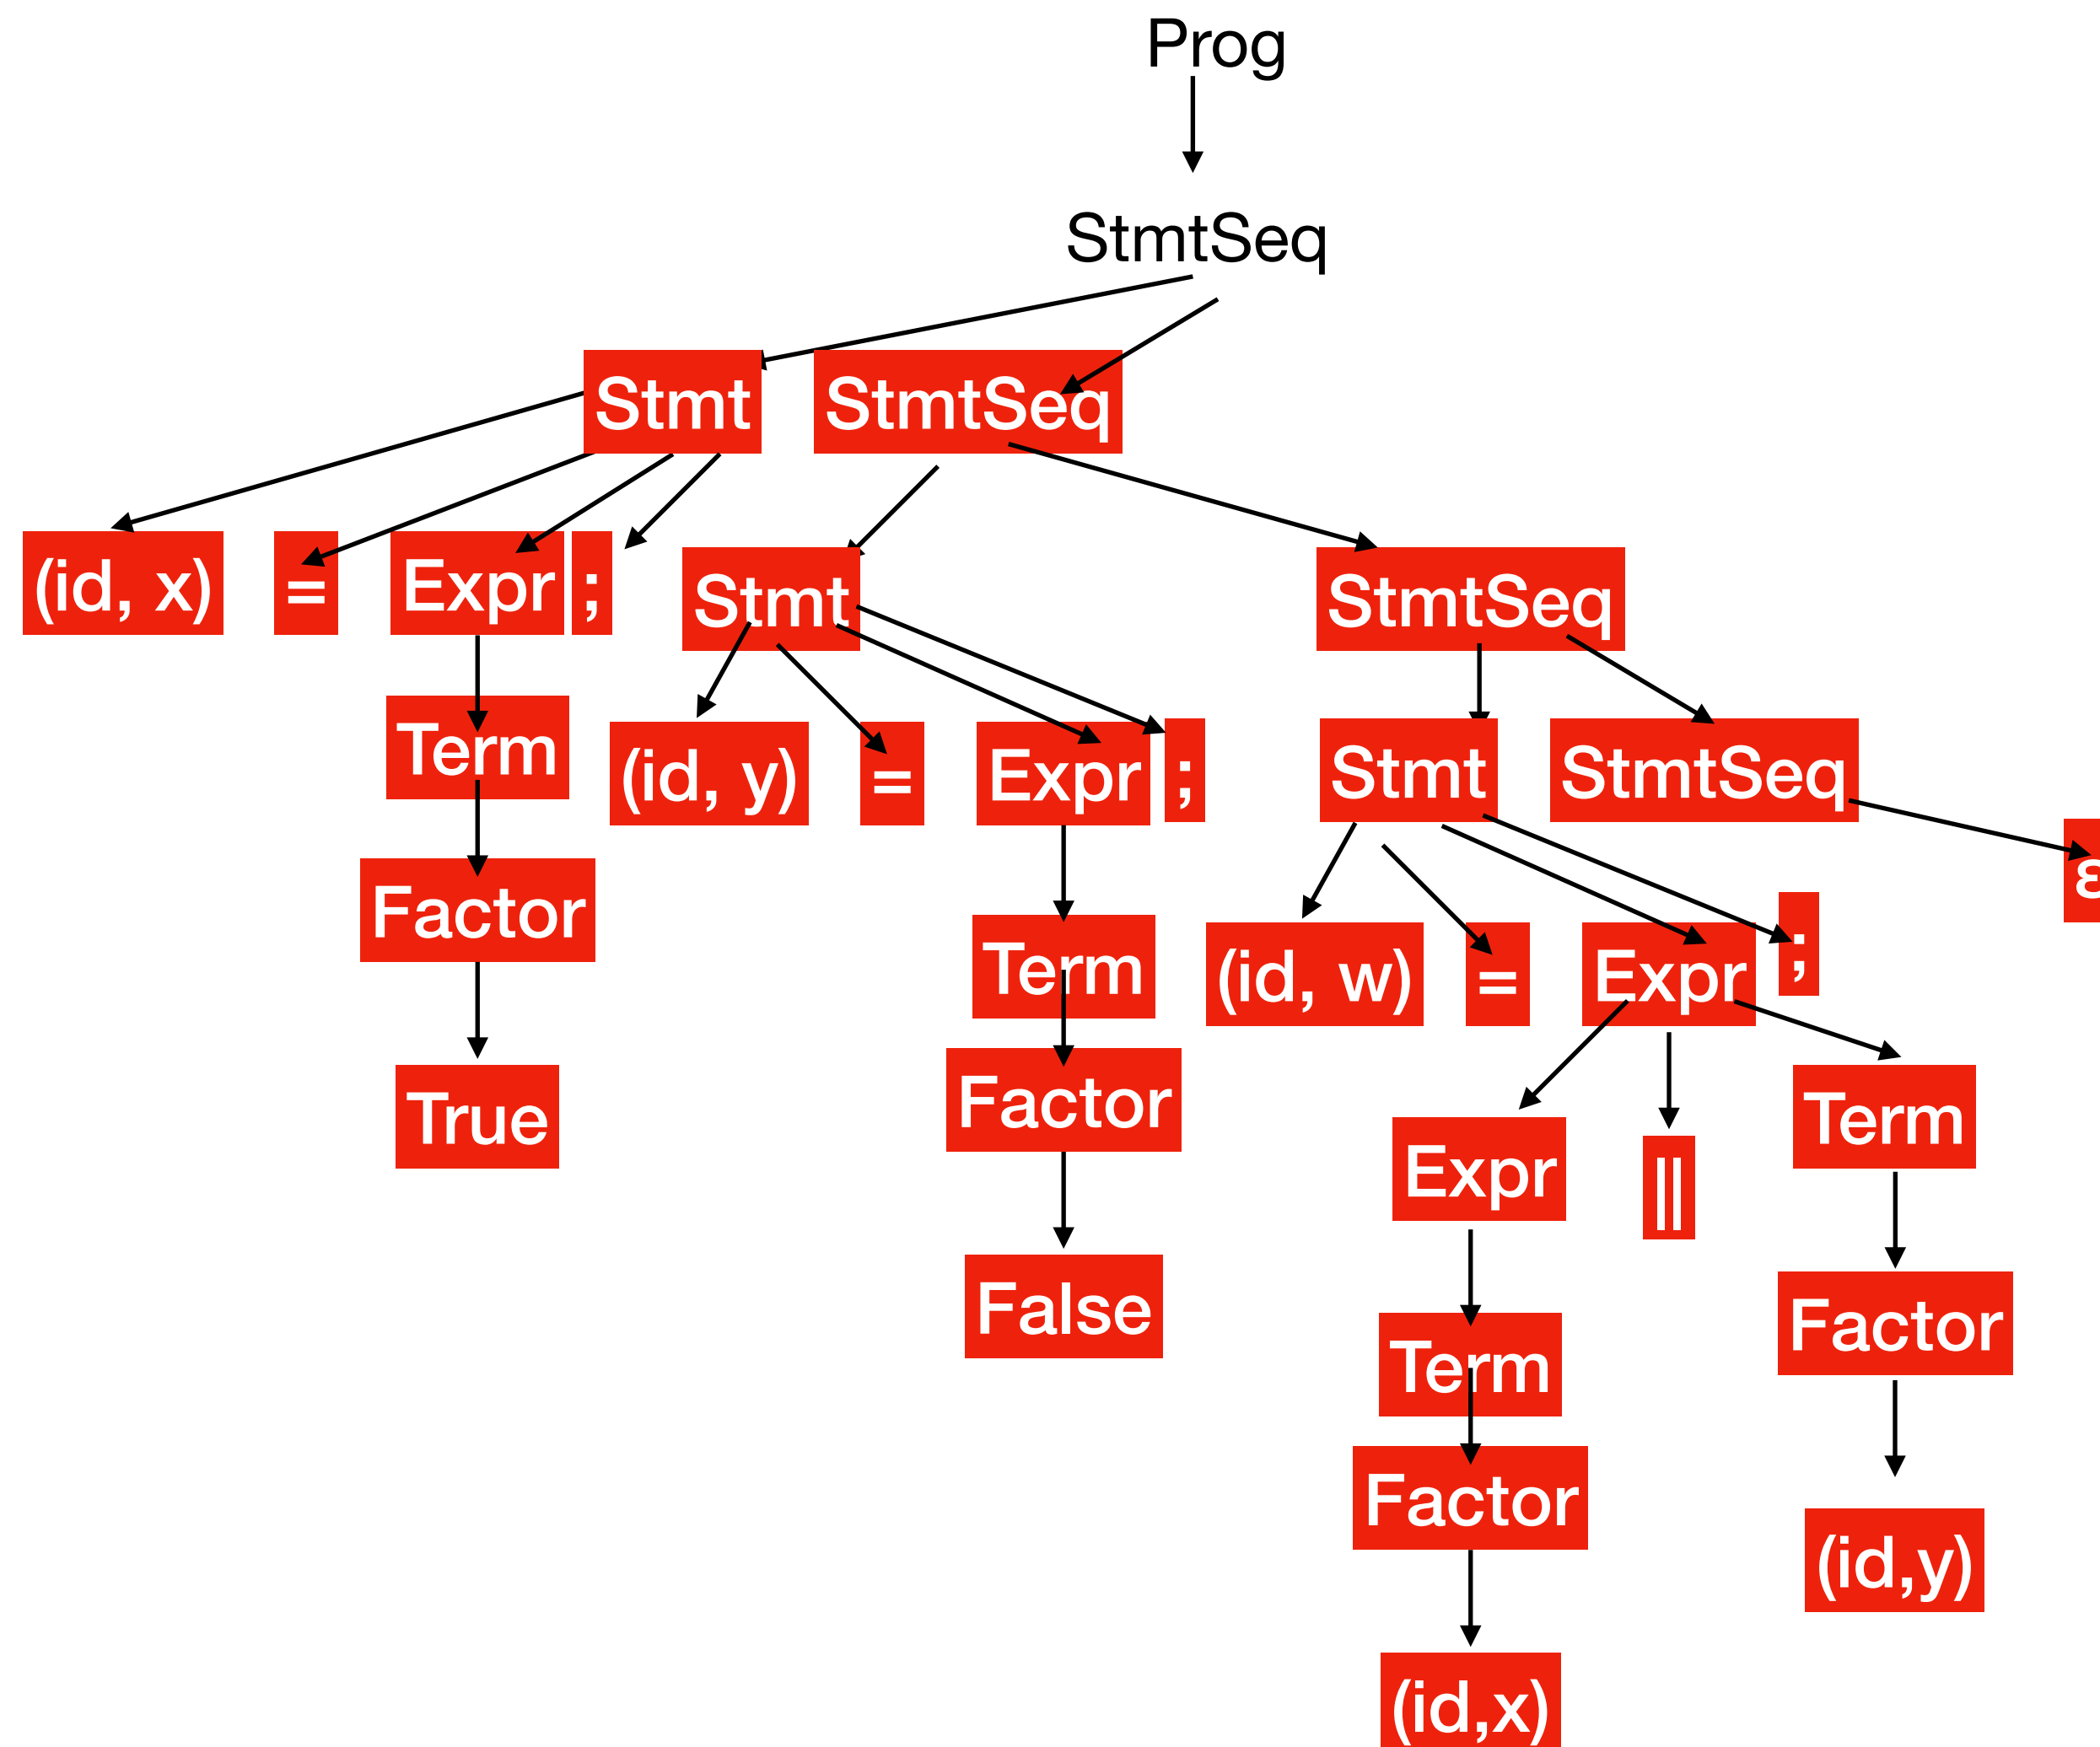 Prog
StmtSeq
Stmt StmtSeq
(id, x) = Expr ; Stmt StmtSeq
Term (id, y) = Expr ; Stmt StmtSeq
ε
Factor Term (id, w) = Expr ;
True Factor Expr || Term
False Term Factor
Factor (id,y)
(id,x)